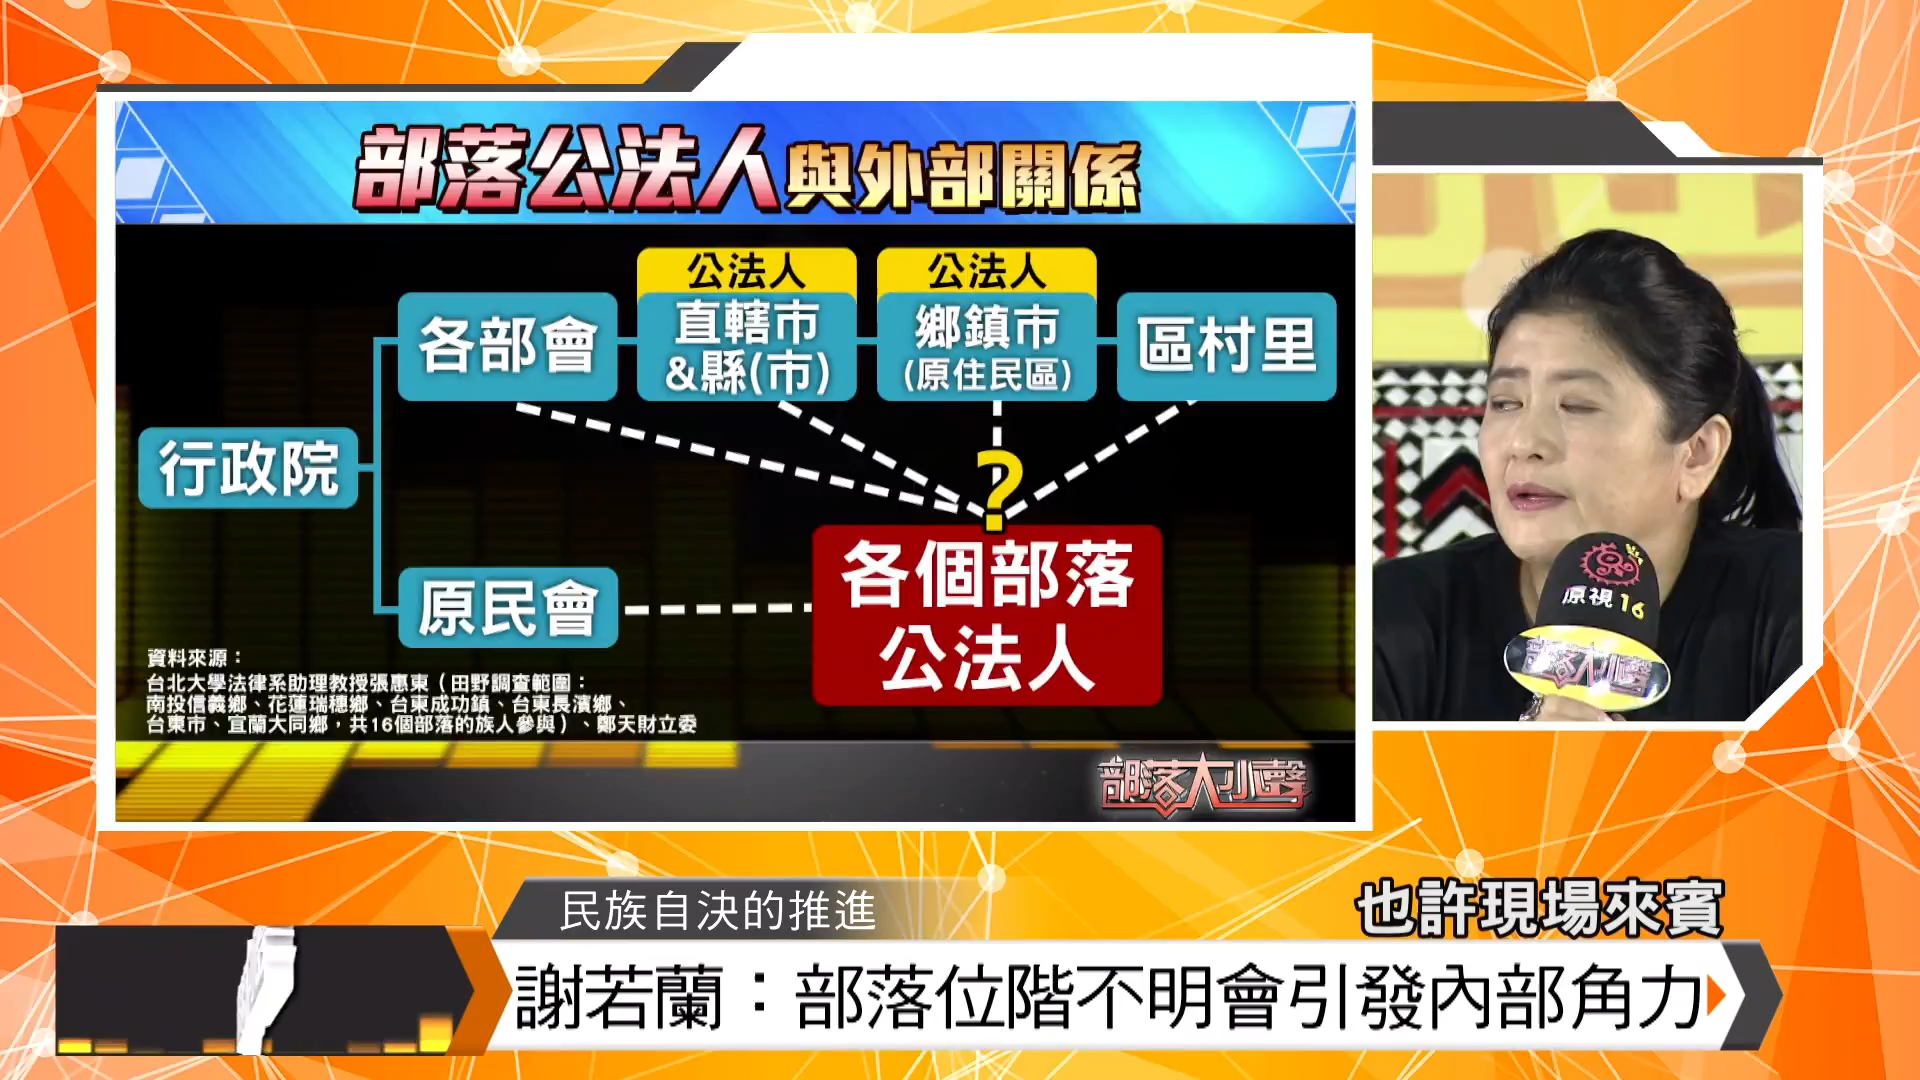 部落公法人與外部關係
公法人
公法人
各部會
直轄市
&縣(市)
鄉鎮市
(原住民區)
區村里
行政院
?
各個部落
公法人
原民會
資料來源：
台北大學法律系助理教授張惠東（田野調查範圍：
南投信義鄉、花蓮瑞穗鄉、台東成功鎮、台東長濱鄉、
台東市、宜蘭大同鄉，共16個部落的族人參與）、鄭天財立委
部落大小聲
原視16
部落大小聲
民族自決的推進
也許現場來賓
謝若蘭：部落位階不明會引發內部角力